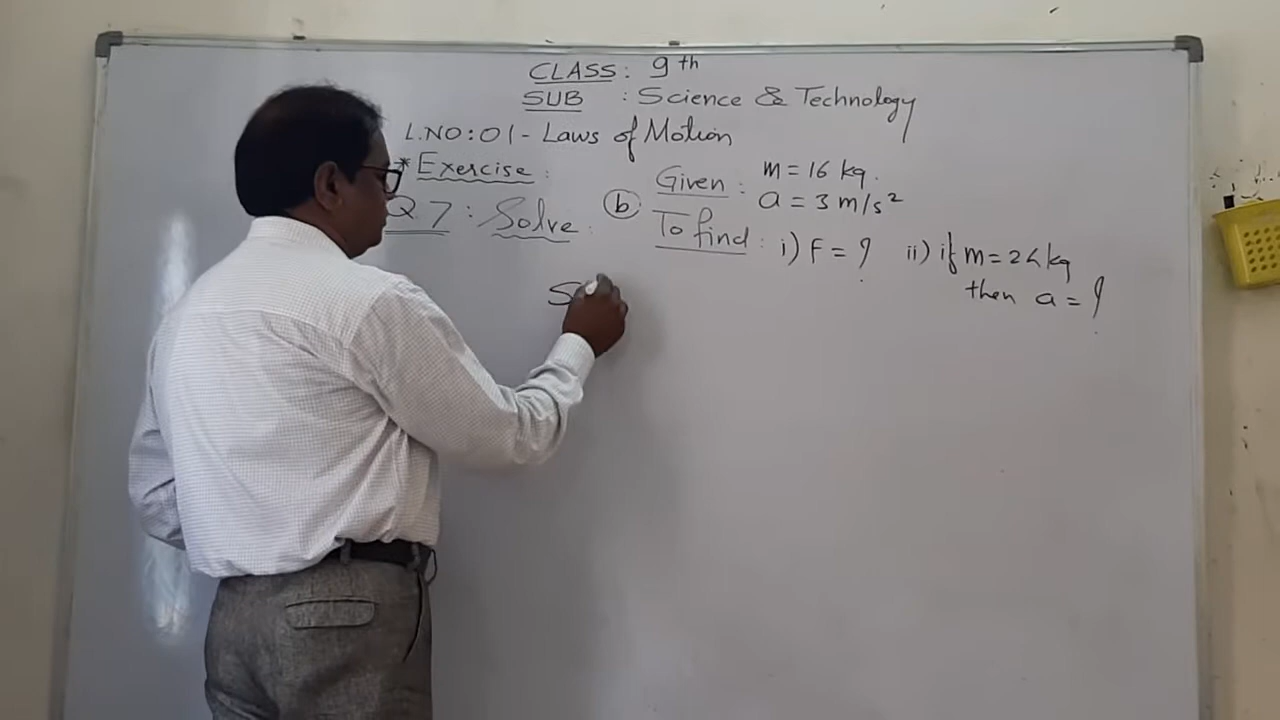 CLASS: 9th
SUB : Science & Technology
L.NO:01- Laws of Motion
* Exercise :
Q 7 : Solve :
(b) Given : m = 16 kg.
a = 3 m/s²
To find : i) F = ? ii) if m = 24 kg
then a = ?
S